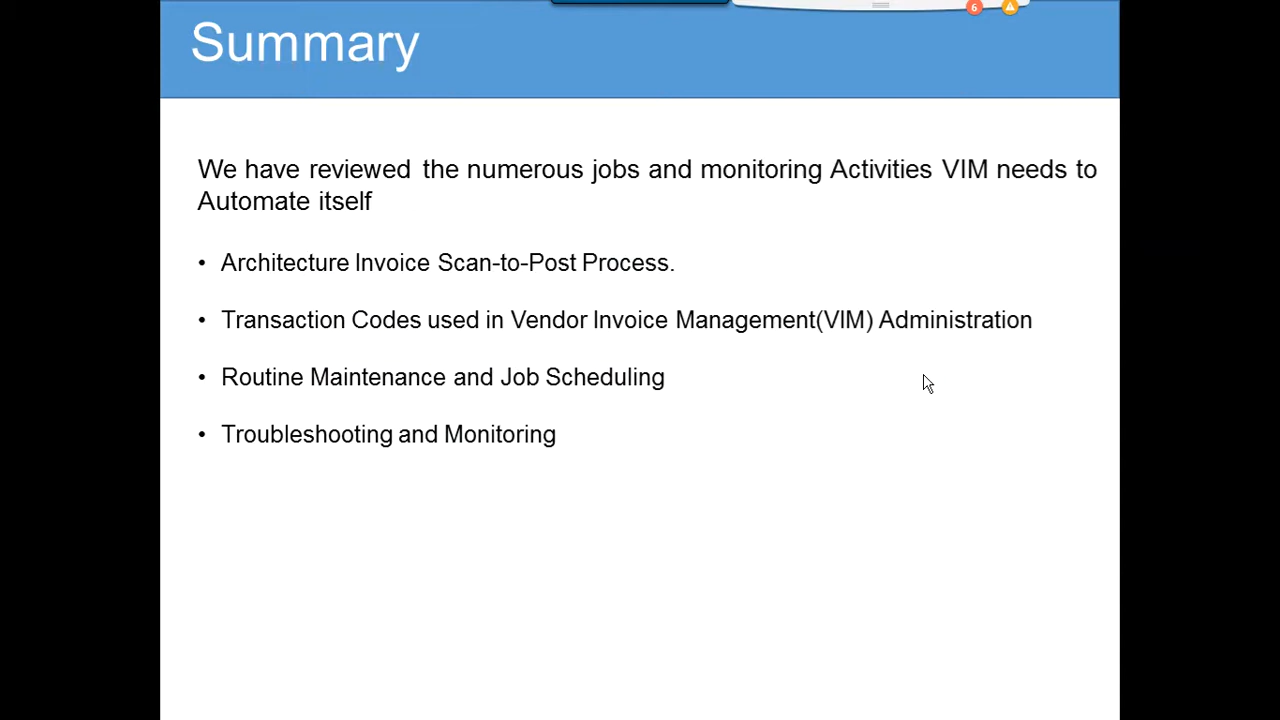 6
Summary
We have reviewed the numerous jobs and monitoring Activities VIM needs to
Automate itself
• Architecture Invoice Scan-to-Post Process.
• Transaction Codes used in Vendor Invoice Management(VIM) Administration
• Routine Maintenance and Job Scheduling
• Troubleshooting and Monitoring